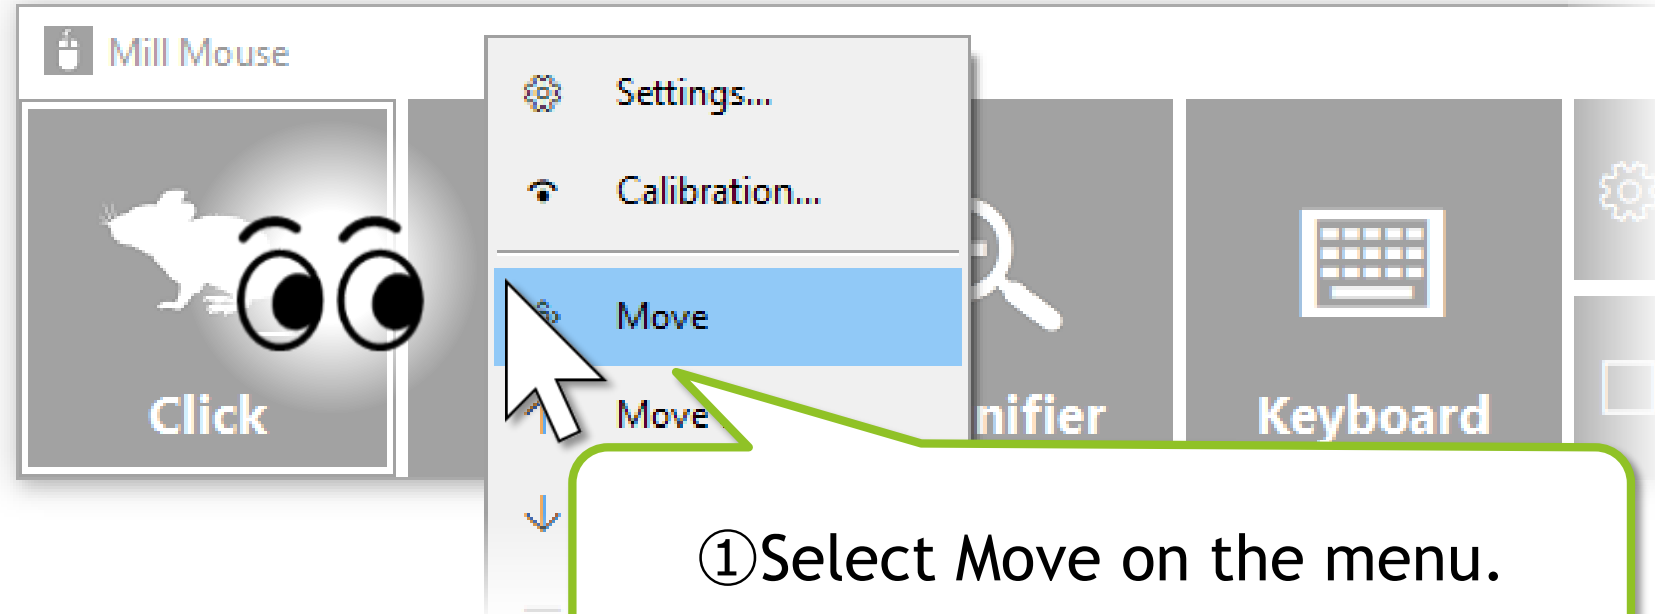 Mill Mouse
Settings...
Calibration...
Move
Move
Click
nifier
Keyboard
①Select Move on the menu.